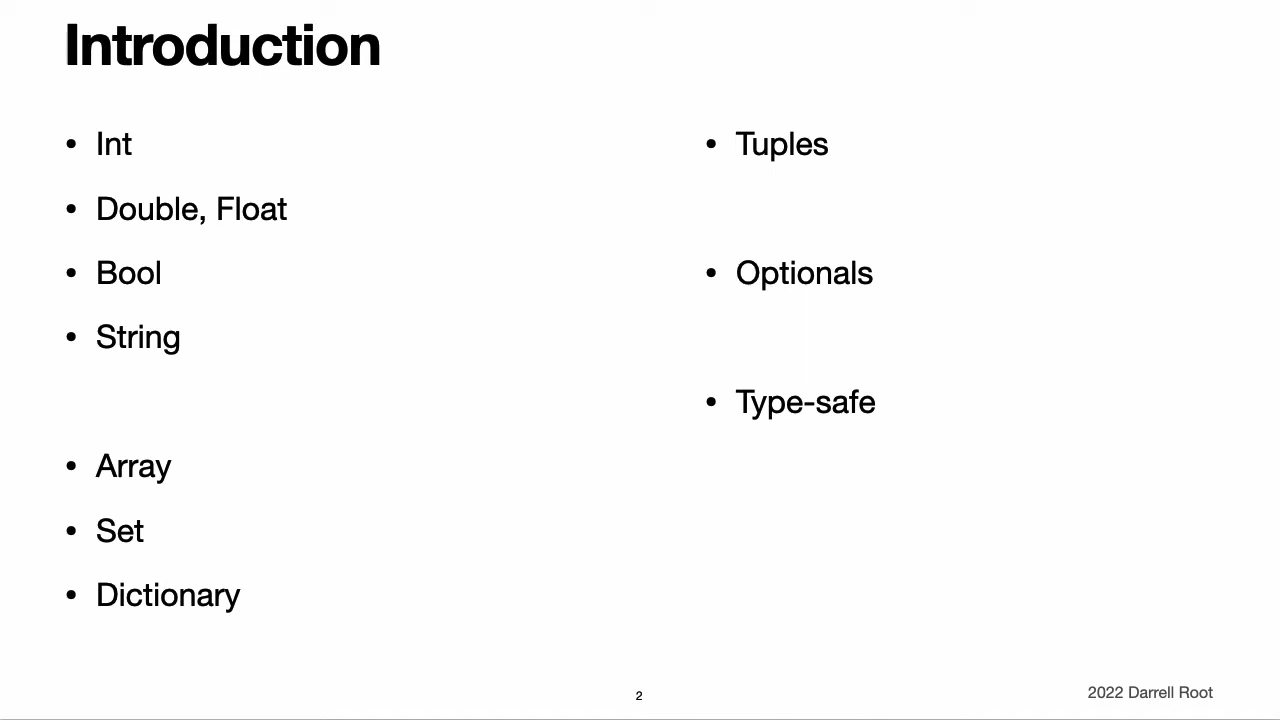 Introduction
• Int
• Double, Float
• Bool
• String
• Array
• Set
• Dictionary
• Tuples
• Optionals
• Type-safe
2
2022 Darrell Root